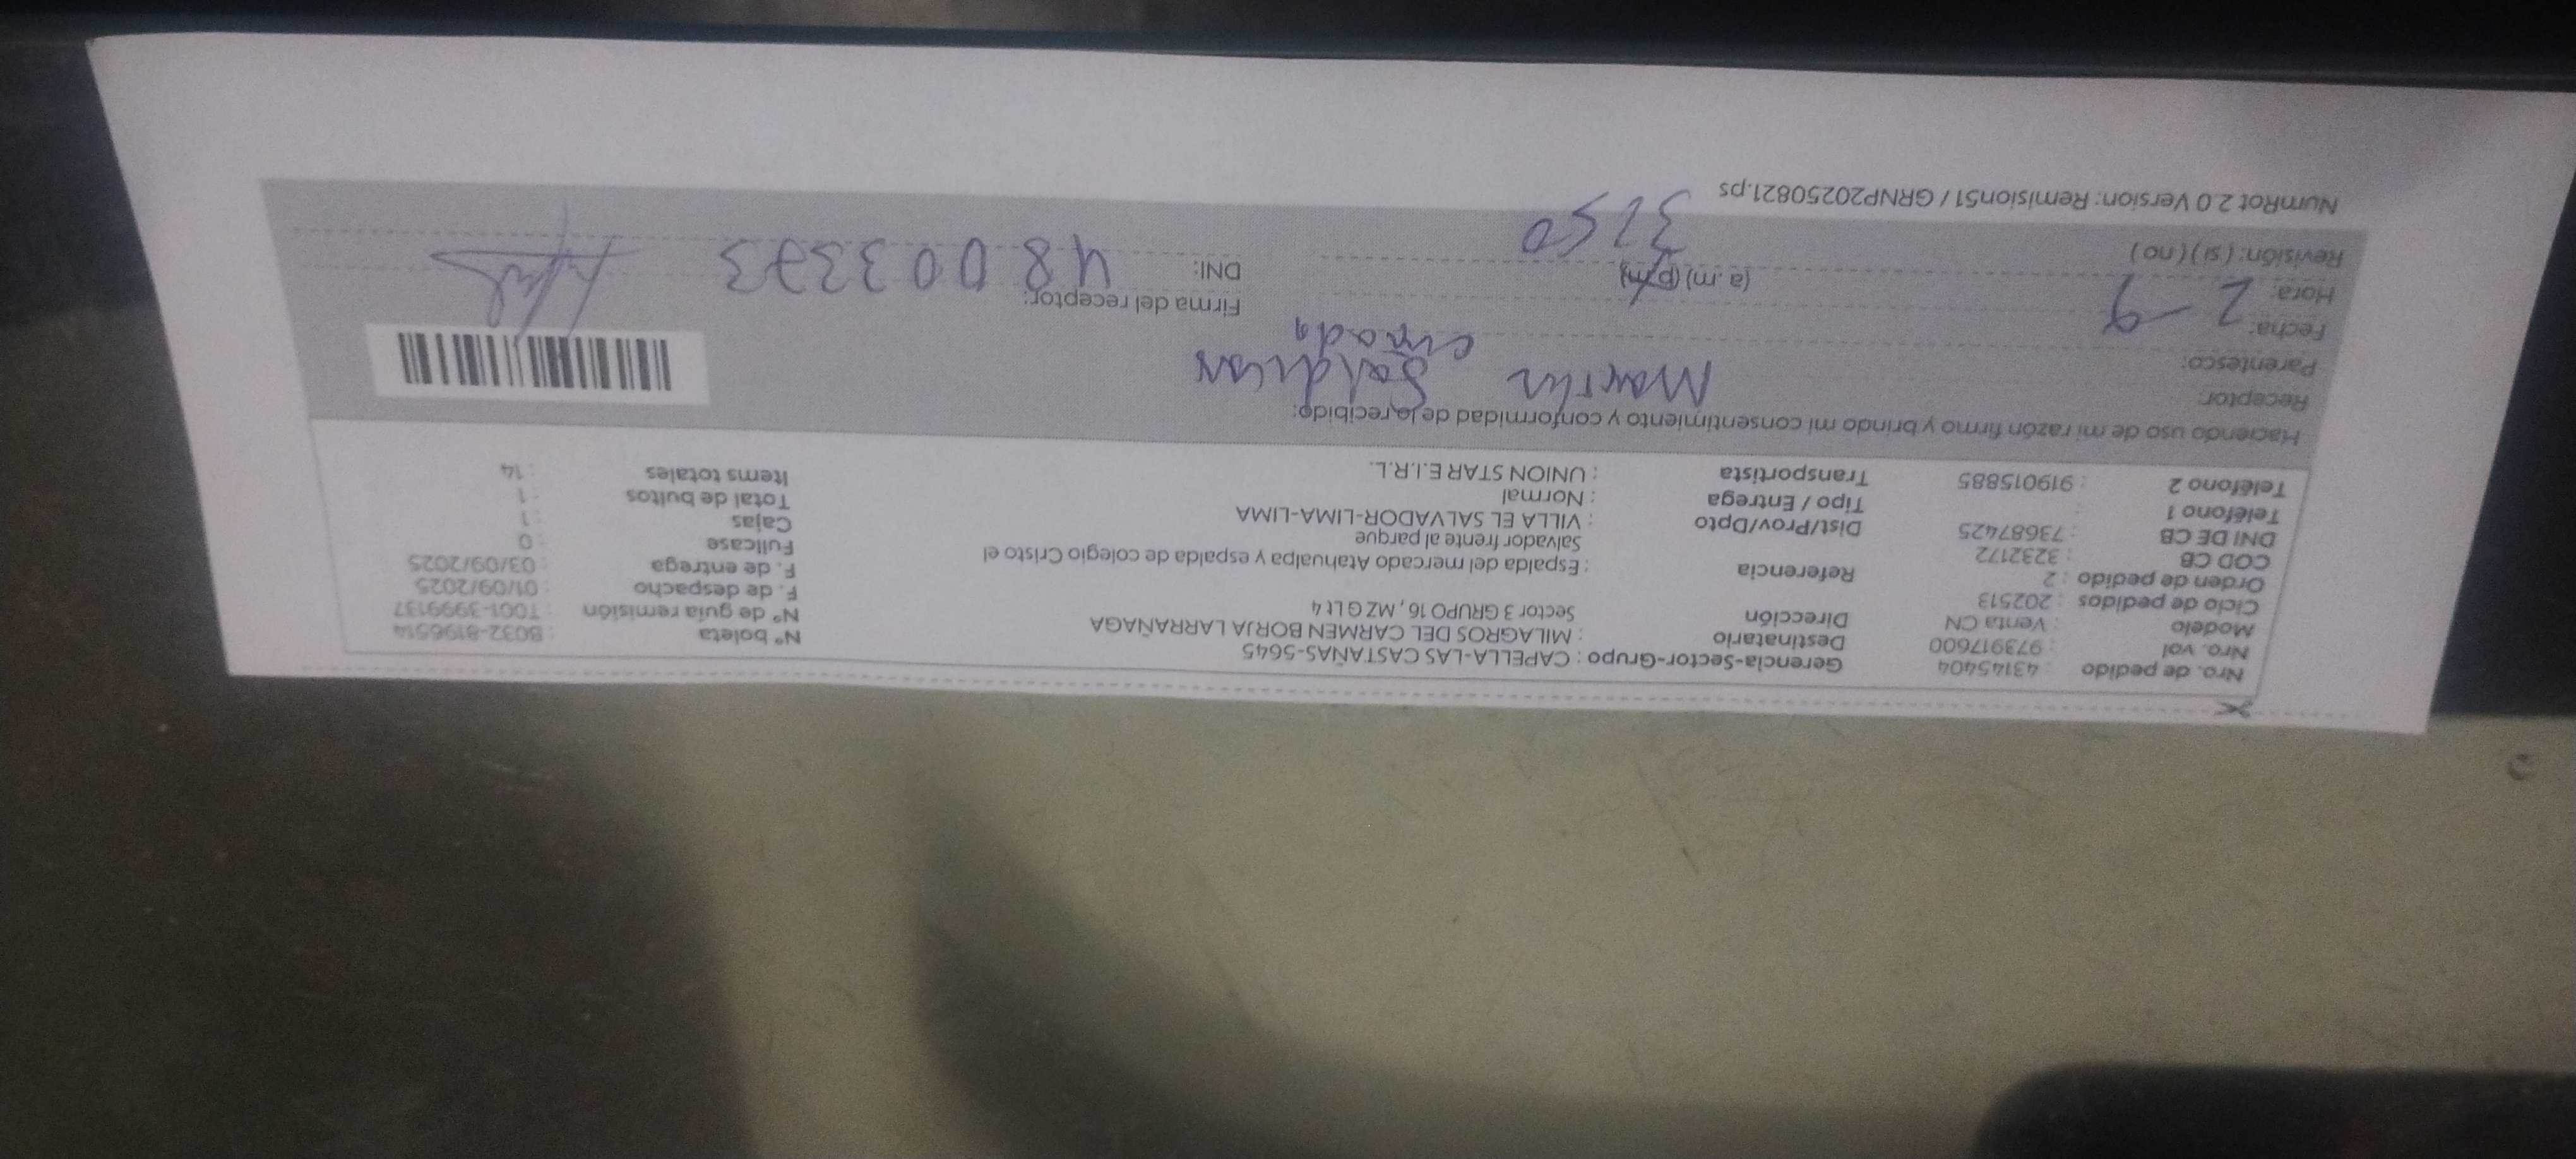 Nro. de pedido : 43145404
Nro. vol : 973917600
Modelo : Venta CN
Ciclo de pedidos : 202513
Orden de pedido : 2
COD CB : 3232172
DNI DE CB : 73687425
Teléfono 1 :
Teléfono 2 : 919015885
Gerencia-Sector-Grupo : CAPELLA-LAS CASTAÑAS-5645
Destinatario : MILAGROS DEL CARMEN BORJA LARRAÑAGA
Dirección Sector 3 GRUPO 16 , MZ G Lt 4
Referencia : Espalda del mercado Atahualpa y espalda de colegio Cristo el
Salvador frente al parque
Dist/Prov/Dpto : VILLA EL SALVADOR-LIMA-LIMA
Tipo / Entrega : Normal
Transportista : UNION STAR E.I.R.L.
N° boleta : B032-8196514
N° de guía remisión : T001-3999137
F. de despacho : 01/09/2025
F. de entrega : 03/09/2025
Fullcase : 0
Cajas : 1
Total de bultos : 1
Items totales : 14
Haciendo uso de mi razón firmo y brindo mi consentimiento y conformidad de lo recibido:
Receptor: Martin
Parentesco:
Fecha: 2-9
Hora: (a.m) (p.m) 3:50
Revisión: (si) (no)
Firma del receptor:
DNI: 48003373
NumRot 2.0 Version: Remision51 / GRNP20250821.ps